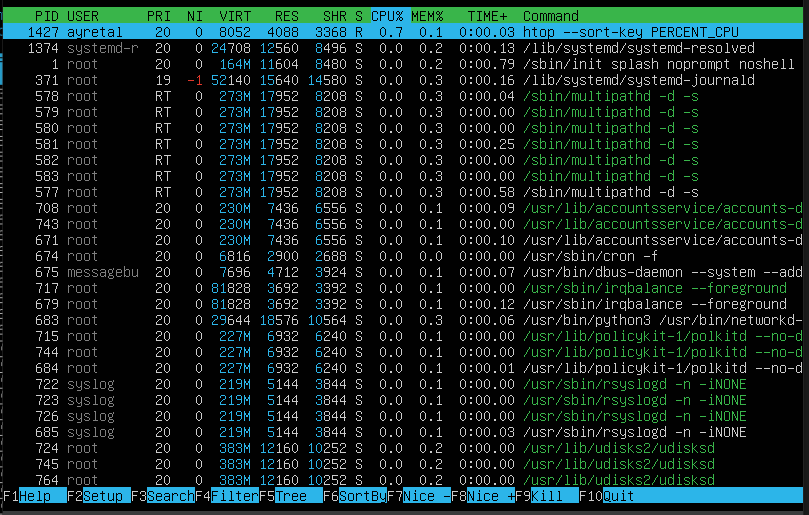 PID USER PRI NI VIRT RES SHR S CPU% MEM% TIME+ Command
1427 ayretal 20 0 8052 4088 3368 R 0.7 0.1 0:00.03 htop --sort-key PERCENT_CPU
1374 systemd-r 20 0 24708 12560 8496 S 0.0 0.2 0:00.13 /lib/systemd/systemd-resolved
1 root 20 0 164M 11604 8480 S 0.0 0.2 0:00.79 /sbin/init splash noprompt noshell
371 root 19 -1 52140 15640 14580 S 0.0 0.3 0:00.16 /lib/systemd/systemd-journald
578 root RT 0 273M 17952 8208 S 0.0 0.3 0:00.04 /sbin/multipathd -d -s
579 root RT 0 273M 17952 8208 S 0.0 0.3 0:00.00 /sbin/multipathd -d -s
580 root RT 0 273M 17952 8208 S 0.0 0.3 0:00.00 /sbin/multipathd -d -s
581 root RT 0 273M 17952 8208 S 0.0 0.3 0:00.25 /sbin/multipathd -d -s
582 root RT 0 273M 17952 8208 S 0.0 0.3 0:00.00 /sbin/multipathd -d -s
583 root RT 0 273M 17952 8208 S 0.0 0.3 0:00.00 /sbin/multipathd -d -s
577 root RT 0 273M 17952 8208 S 0.0 0.3 0:00.58 /sbin/multipathd -d -s
708 root 20 0 230M 7436 6556 S 0.0 0.1 0:00.09 /usr/lib/accountsservice/accounts-d
743 root 20 0 230M 7436 6556 S 0.0 0.1 0:00.00 /usr/lib/accountsservice/accounts-d
671 root 20 0 230M 7436 6556 S 0.0 0.1 0:00.10 /usr/lib/accountsservice/accounts-d
674 root 20 0 6816 2900 2688 S 0.0 0.0 0:00.00 /usr/sbin/cron -f
675 messagebu 20 0 7696 4712 3924 S 0.0 0.1 0:00.07 /usr/bin/dbus-daemon --system --add
717 root 20 0 81828 3692 3392 S 0.0 0.1 0:00.00 /usr/sbin/irqbalance --foreground
679 root 20 0 81828 3692 3392 S 0.0 0.1 0:00.12 /usr/sbin/irqbalance --foreground
683 root 20 0 29644 18576 10564 S 0.0 0.3 0:00.06 /usr/bin/python3 /usr/bin/networkd-
715 root 20 0 227M 6932 6240 S 0.0 0.1 0:00.00 /usr/lib/policykit-1/polkitd --no-d
744 root 20 0 227M 6932 6240 S 0.0 0.1 0:00.00 /usr/lib/policykit-1/polkitd --no-d
684 root 20 0 227M 6932 6240 S 0.0 0.1 0:00.01 /usr/lib/policykit-1/polkitd --no-d
722 syslog 20 0 219M 5144 3844 S 0.0 0.1 0:00.00 /usr/sbin/rsyslogd -n -iNONE
723 syslog 20 0 219M 5144 3844 S 0.0 0.1 0:00.00 /usr/sbin/rsyslogd -n -iNONE
726 syslog 20 0 219M 5144 3844 S 0.0 0.1 0:00.00 /usr/sbin/rsyslogd -n -iNONE
685 syslog 20 0 219M 5144 3844 S 0.0 0.1 0:00.03 /usr/sbin/rsyslogd -n -iNONE
724 root 20 0 383M 12160 10252 S 0.0 0.2 0:00.00 /usr/lib/udisks2/udisksd
745 root 20 0 383M 12160 10252 S 0.0 0.2 0:00.00 /usr/lib/udisks2/udisksd
764 root 20 0 383M 12160 10252 S 0.0 0.2 0:00.00 /usr/lib/udisks2/udisksd
F1Help F2Setup F3SearchF4FilterF5Tree F6SortByF7Nice -F8Nice +F9Kill F10Quit